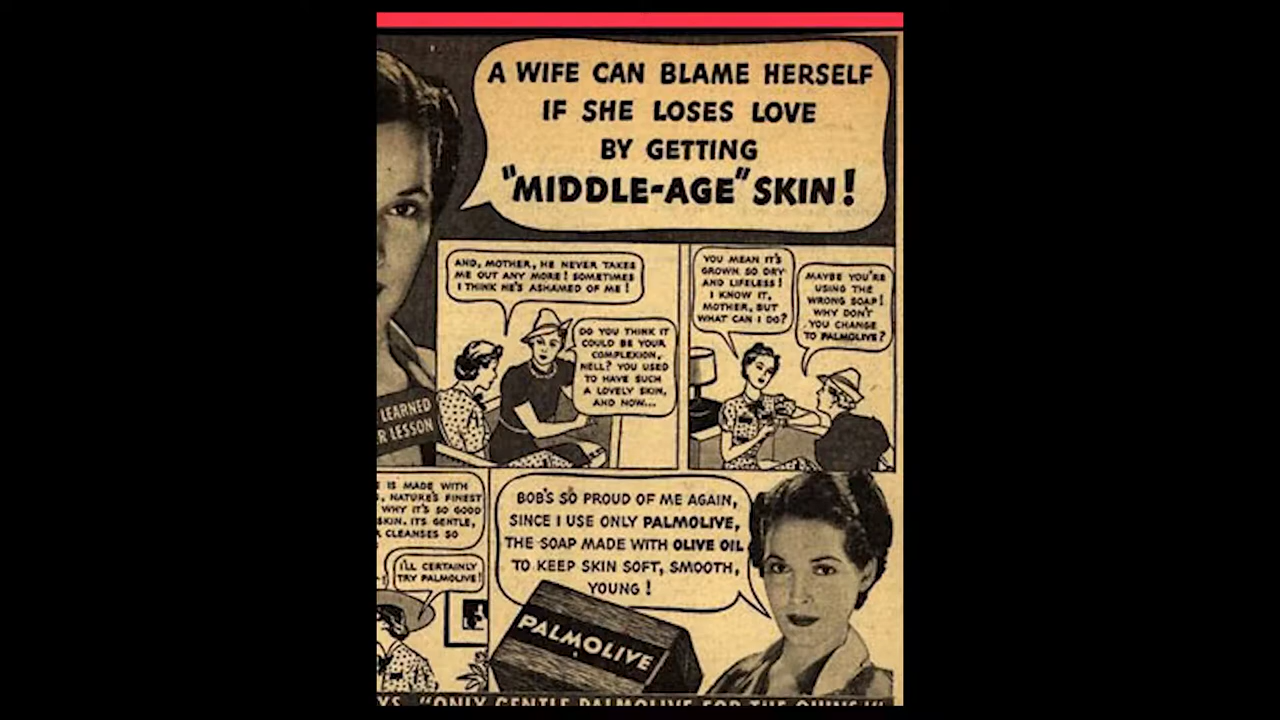 A WIFE CAN BLAME HERSELF
IF SHE LOSES LOVE
BY GETTING
"MIDDLE-AGE" SKIN!
AND, MOTHER, HE NEVER TAKES
ME OUT ANY MORE! SOMETIMES
I THINK HE'S ASHAMED OF ME!
DO YOU THINK IT
COULD BE YOUR
COMPLEXION,
NELL? YOU USED
TO HAVE SUCH
A LOVELY SKIN,
AND NOW...
YOU MEAN IT'S
GROWN SO DRY
AND LIFELESS!
I KNOW IT,
MOTHER, BUT
WHAT CAN I DO?
MAYBE YOU'RE
USING THE
WRONG SOAP!
WHY DON'T
YOU CHANGE
TO PALMOLIVE?
LEARNED
LESSON
IS MADE WITH
, NATURE'S FINEST
WHY IT'S SO GOOD
SKIN. ITS GENTLE,
CLEANSES SO
I'LL CERTAINLY
TRY PALMOLIVE!
BOB'S SO PROUD OF ME AGAIN,
SINCE I USE ONLY PALMOLIVE,
THE SOAP MADE WITH OLIVE OIL
TO KEEP SKIN SOFT, SMOOTH,
YOUNG!
PALMOLIVE
"ONLY GENTLE PALMOLIVE FOR THE QUINS"